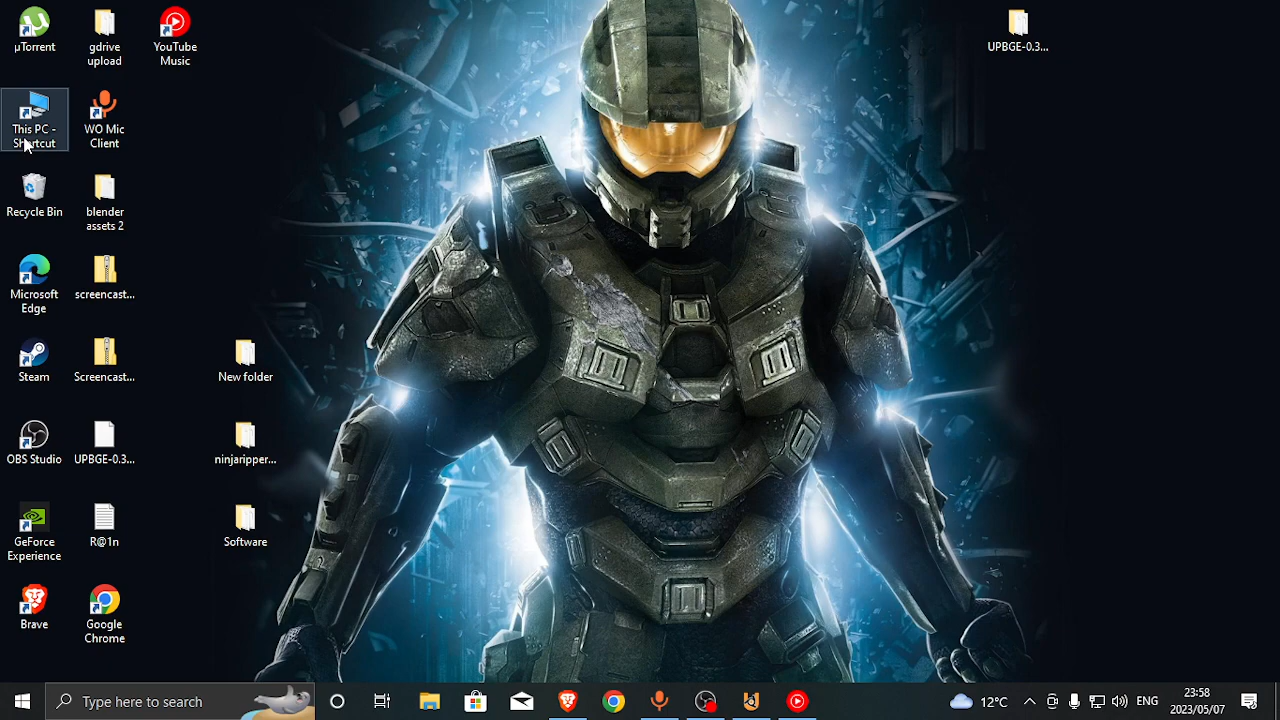 µTorrent
gdrive
upload
YouTube
Music
UPBGE-0.3...
This PC -
Shortcut
WO Mic
Client
Recycle Bin
blender
assets 2
Microsoft
Edge
screencast...
Steam
Screencast...
New folder
OBS Studio
UPBGE-0.3...
ninjaripper...
GeForce
Experience
R@1n
Software
Brave
Google
Chrome
Type here to search
12°C
ENG
23:58
2023/05/07